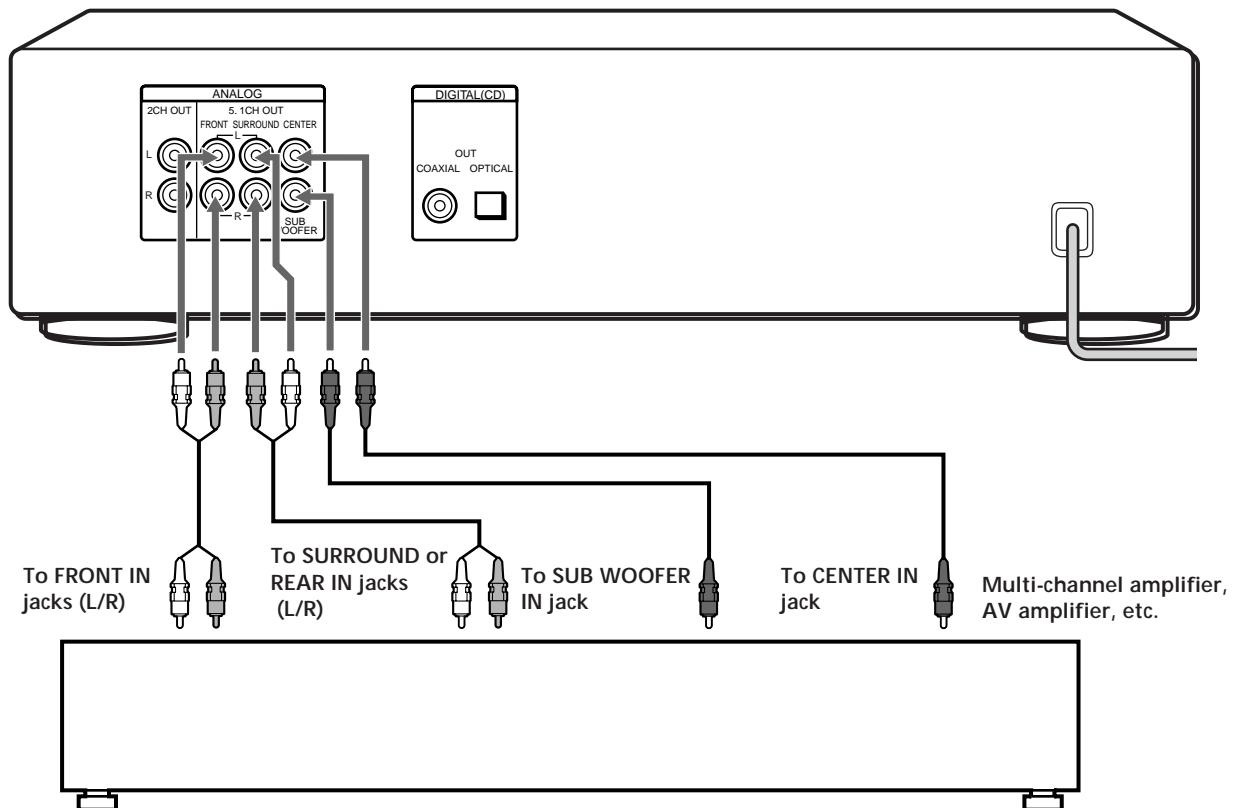 ANALOG
2CH OUT
5. 1CH OUT
FRONT SURROUND CENTER
L
L
R
R
SUB
WOOFER
DIGITAL(CD)
OUT
COAXIAL OPTICAL
To FRONT IN
jacks (L/R)
To SURROUND or
REAR IN jacks
(L/R)
To SUB WOOFER
IN jack
To CENTER IN
jack
Multi-channel amplifier,
AV amplifier, etc.